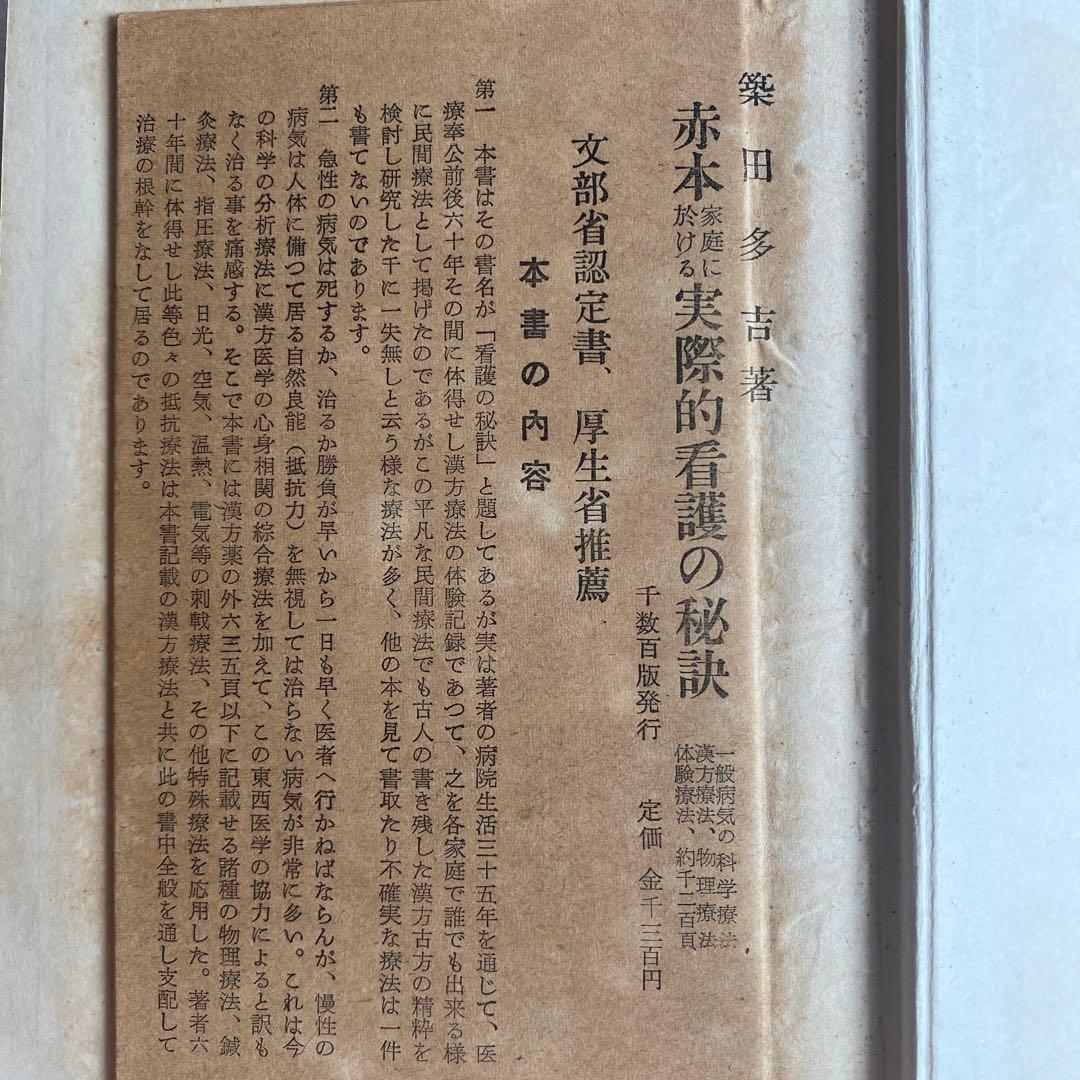 築田多吉著
赤本 家庭に於ける 実際的看護の秘訣
一般病気の科学療法
漢方療法、物理療法
体験療法、約千二百頁
千数百版発行 定価 金千三百円
文部省認定書、厚生省推薦
本書の内容
第一 本書はその書名が「看護の秘訣」と題してあるが実は著者の病院生活三十五年を通じて、医
療奉公前後六十年その間に体得せし漢方療法の体験記録であつて、之を各家庭で誰でも出来る様
に民間療法として掲げたのであるがこの平凡な民間療法でも古人の書き残した漢方古方の精粋を
検討し研究した千に一失無しと云う様な療法が多く、他の本を見て書取たり不確実な療法は一件
も書てないのであります。
第二 急性の病気は死するか、治るか勝負が早いから一日も早く医者へ行かねばならんが、慢性の
病気は人体に備つて居る自然良能（抵抗力）を無視しては治らない病気が非常に多い。これは今
の科学の分析療法に漢方医学の心身相関の綜合療法を加えて、この東西医学の協力によると訳も
なく治る事を痛感する。そこで本書には漢方薬の外六三五頁以下に記載せる諸種の物理療法、鍼
灸療法、指圧療法、日光、空気、温熱、電気等の刺戟療法、その他特殊療法を応用した。著者六
十年間に体得せし此等色々の抵抗療法は本書記載の漢方療法と共に此の書中全般を通し支配して
治療の根幹をなして居るのであります。